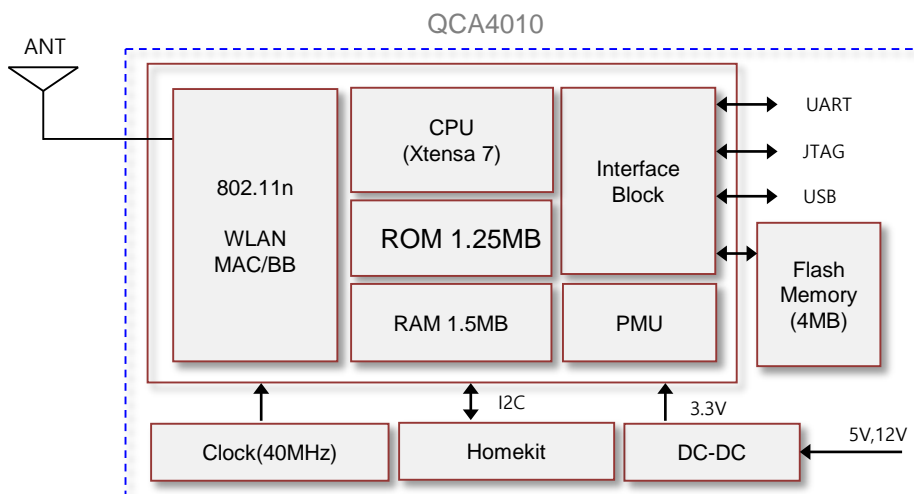 QCA4010
ANT
802.11n
WLAN
MAC/BB
CPU
(Xtensa 7)
ROM 1.25MB
RAM 1.5MB
Interface
Block
PMU
UART
JTAG
USB
Flash
Memory
(4MB)
I2C
3.3V
Clock(40MHz)
Homekit
DC-DC
5V,12V